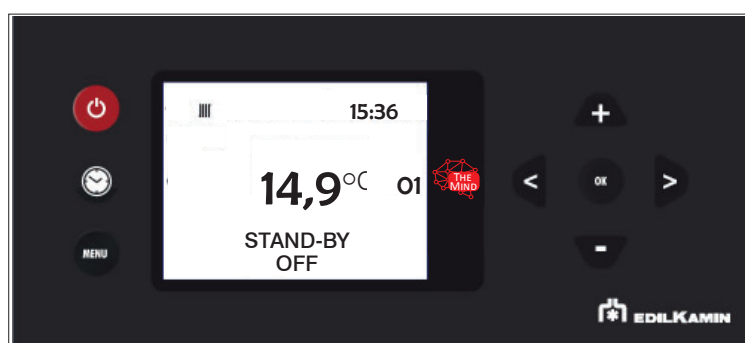 15:36
14,9°C 01
THE
MIND
STAND-BY
OFF
MENU
OK
EDILKAMIN